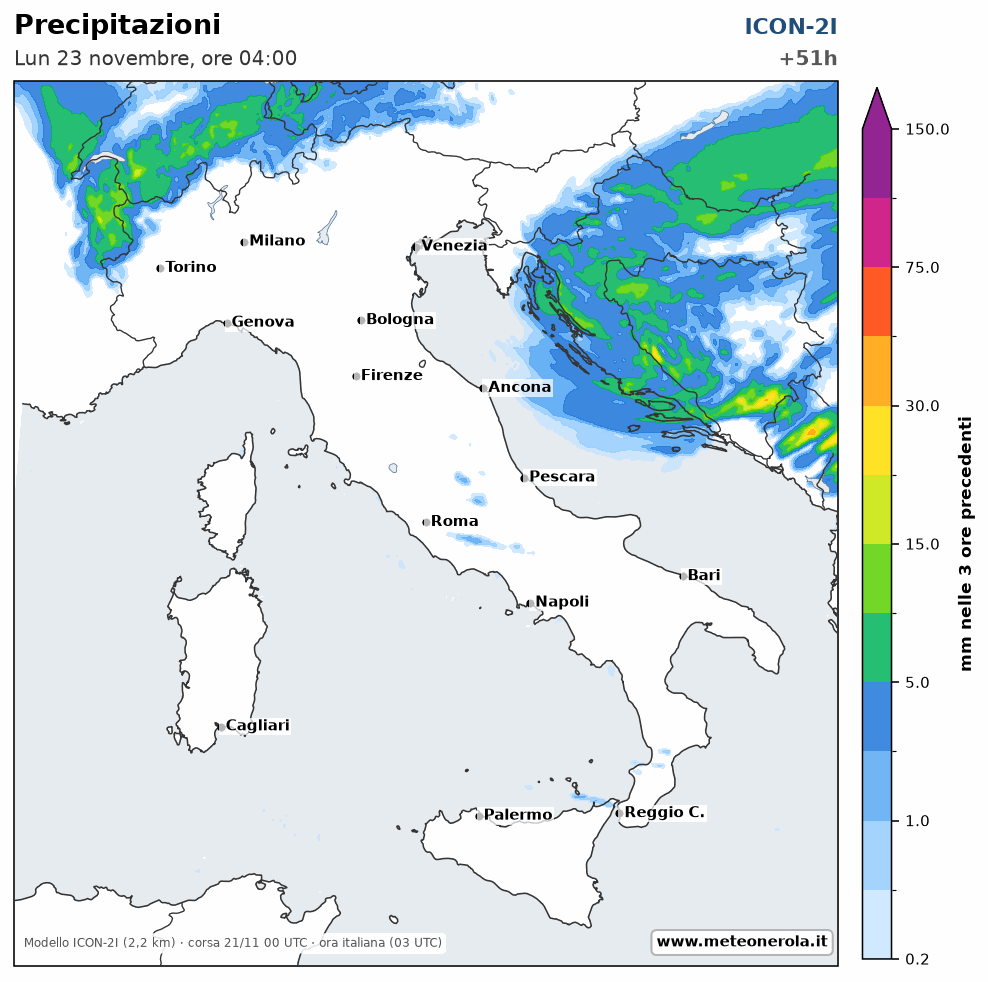 Precipitazioni
ICON-2I
Lun 23 novembre, ore 04:00
+51h
150.0
75.0
30.0
15.0
5.0
1.0
0.2
mm nelle 3 ore precedenti
Milano
Venezia
Torino
Genova
Bologna
Firenze
Ancona
Pescara
Roma
Bari
Napoli
Cagliari
Palermo
Reggio C.
Modello ICON-2I (2,2 km) · corsa 21/11 00 UTC · ora italiana (03 UTC)
www.meteonerola.it